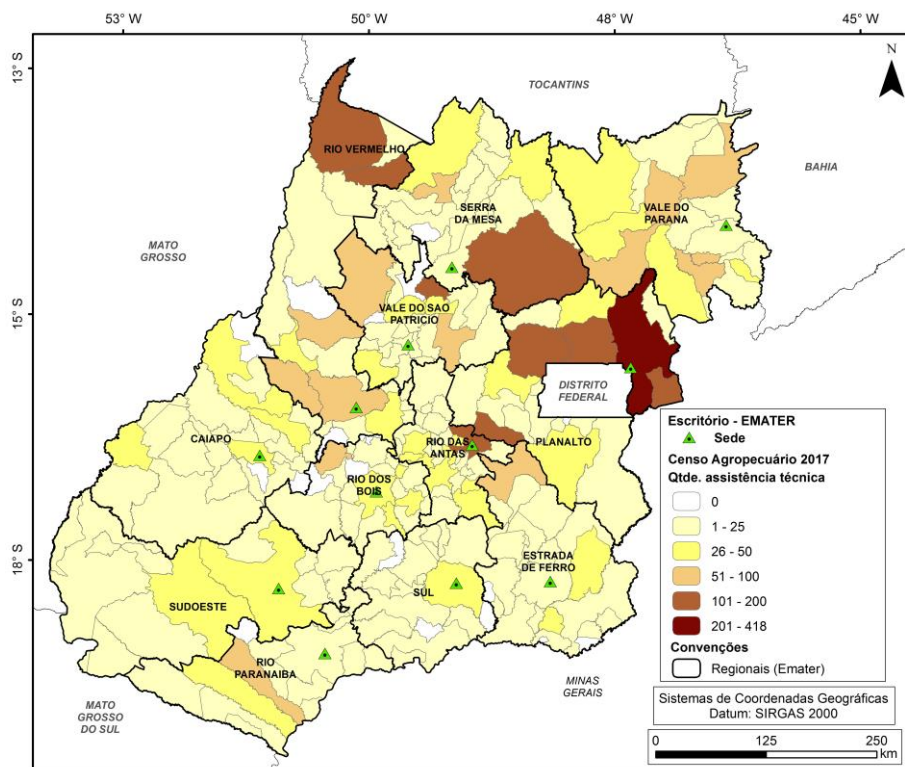 53° W
50° W
48° W
45° W
13° S
15° S
18° S
N
TOCANTINS
BAHIA
MATO
GROSSO
RIO VERMELHO
SERRA
DA MESA
VALE DO
PARANA
VALE DO SAO
PATRICIO
DISTRITO
FEDERAL
CAIAPO
RIO DAS
ANTAS
PLANALTO
RIO DOS
BOIS
ESTRADA
DE FERRO
SUL
SUDOESTE
RIO
PARANAIBA
MINAS
GERAIS
MATO
GROSSO
DO SUL
Escritório - EMATER
Sede
Censo Agropecuário 2017
Qtde. assistência técnica
0
1 - 25
26 - 50
51 - 100
101 - 200
201 - 418
Convenções
Regionais (Emater)
Sistemas de Coordenadas Geográficas
Datum: SIRGAS 2000
0 125 250
km